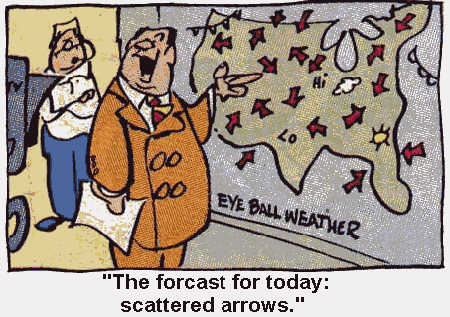 Hi
LO
EYE BALL WEATHER
"The forcast for today:
scattered arrows."